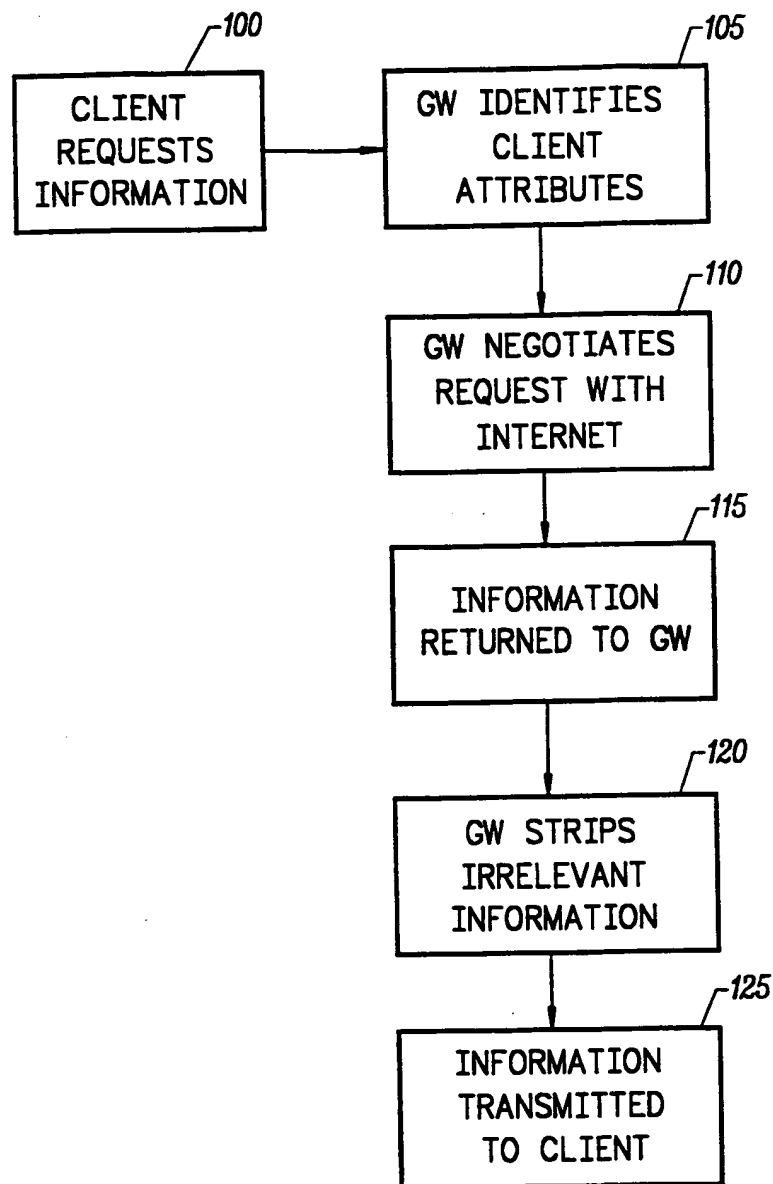 100
CLIENT
REQUESTS
INFORMATION
105
GW IDENTIFIES
CLIENT
ATTRIBUTES
110
GW NEGOTIATES
REQUEST WITH
INTERNET
115
INFORMATION
RETURNED TO GW
120
GW STRIPS
IRRELEVANT
INFORMATION
125
INFORMATION
TRANSMITTED
TO CLIENT